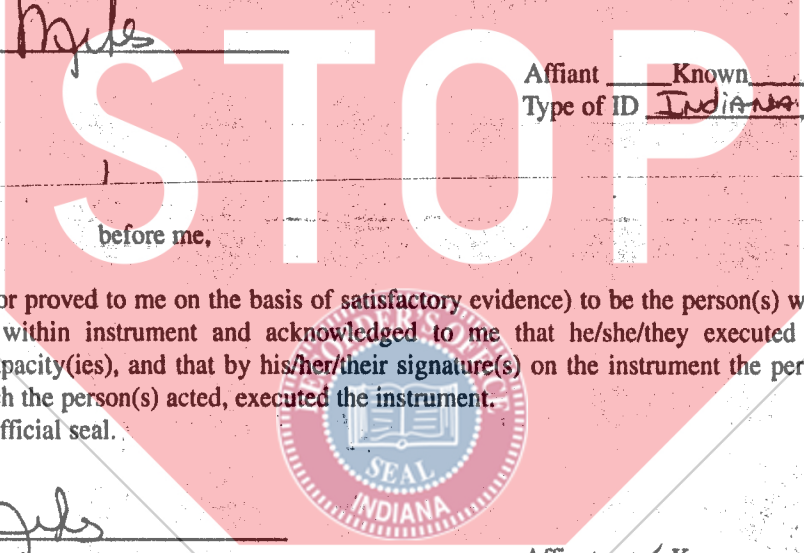 STOP
Affiant ____Known____
Type of ID INDIANA
before me,
or proved to me on the basis of satisfactory evidence) to be the person(s) w
within instrument and acknowledged to me that he/she/they executed
pacity(ies), and that by his/her/their signature(s) on the instrument the per
h the person(s) acted, executed the instrument.
fficial seal.
SEAL
INDIANA